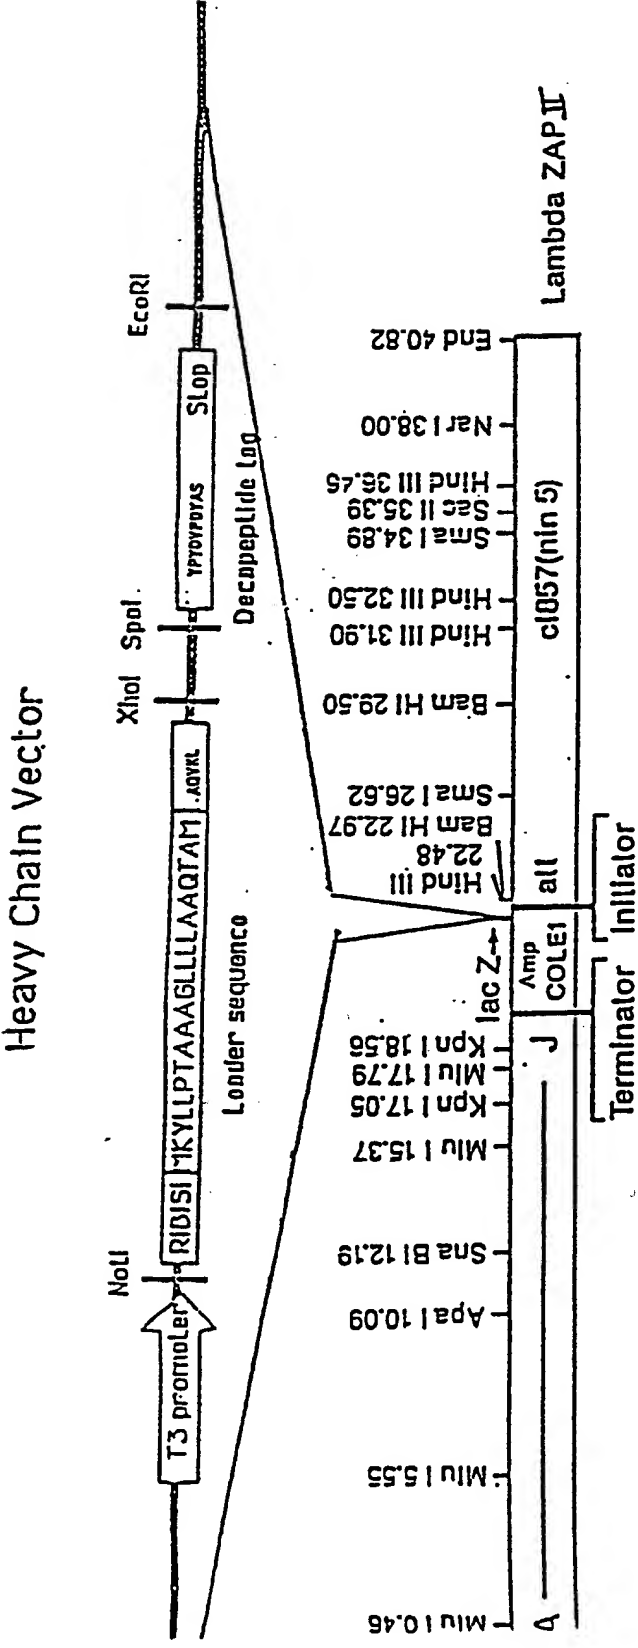 Heavy Chain Vector
NotI XhoI SpeI. EcoRI
T3 promoter RIBISI MKYLLPTAAAGLLLLAAQTAM .AQVKL YPYDVPDYAS Stop
Leader sequence Decapeptide tag
Mlu I 0.46
Mlu I 5.55
Apa I 10.09
Sna BI 12.19
Mlu I 15.37
Kpn I 17.05
Mlu I 17.79
Kpn I 18.56
lac Z→
Hind III
22.48
Bam HI 22.97
Sma I 26.62
Bam HI 29.50
Hind III 31.90
Hind III 32.50
Sma I 34.89
Sac II 35.39
Hind III 36.45
Nar I 38.00
End 40.82
A J
Amp
COLE1
att
cI857(nin 5)
Terminator Initiator
Lambda ZAP II